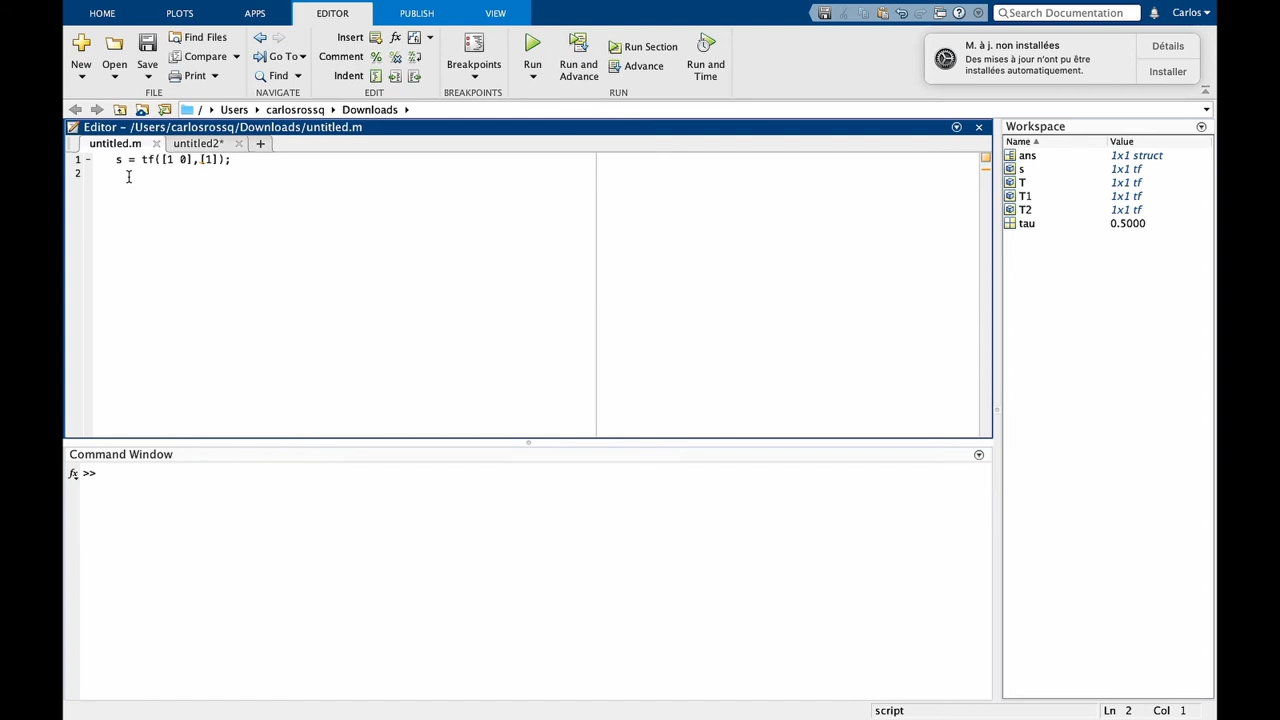 HOME PLOTS APPS EDITOR PUBLISH VIEW Search Documentation Carlos
New Open Save Find Files Compare Print Go To Find Insert fx Comment % Indent Breakpoints Run Run and Advance Run Section Advance Run and Time
FILE NAVIGATE EDIT BREAKPOINTS RUN
M. à j. non installées
Des mises à jour n'ont pu être
installées automatiquement.
Détails
Installer
/ Users carlosrossq Downloads
Editor – /Users/carlosrossq/Downloads/untitled.m
untitled.m untitled2* +
1 – s = tf([1 0],[1]);
2
Workspace
Name Value
ans 1x1 struct
s 1x1 tf
T 1x1 tf
T1 1x1 tf
T2 1x1 tf
tau 0.5000
Command Window
fx >>
script Ln 2 Col 1